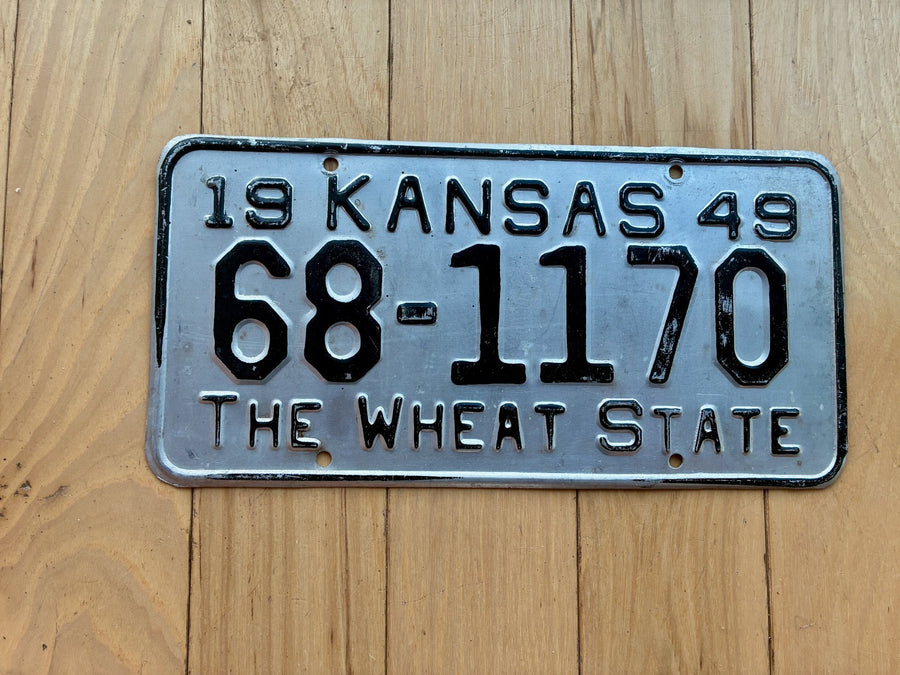 19 KANSAS 49
68-1170
THE WHEAT STATE